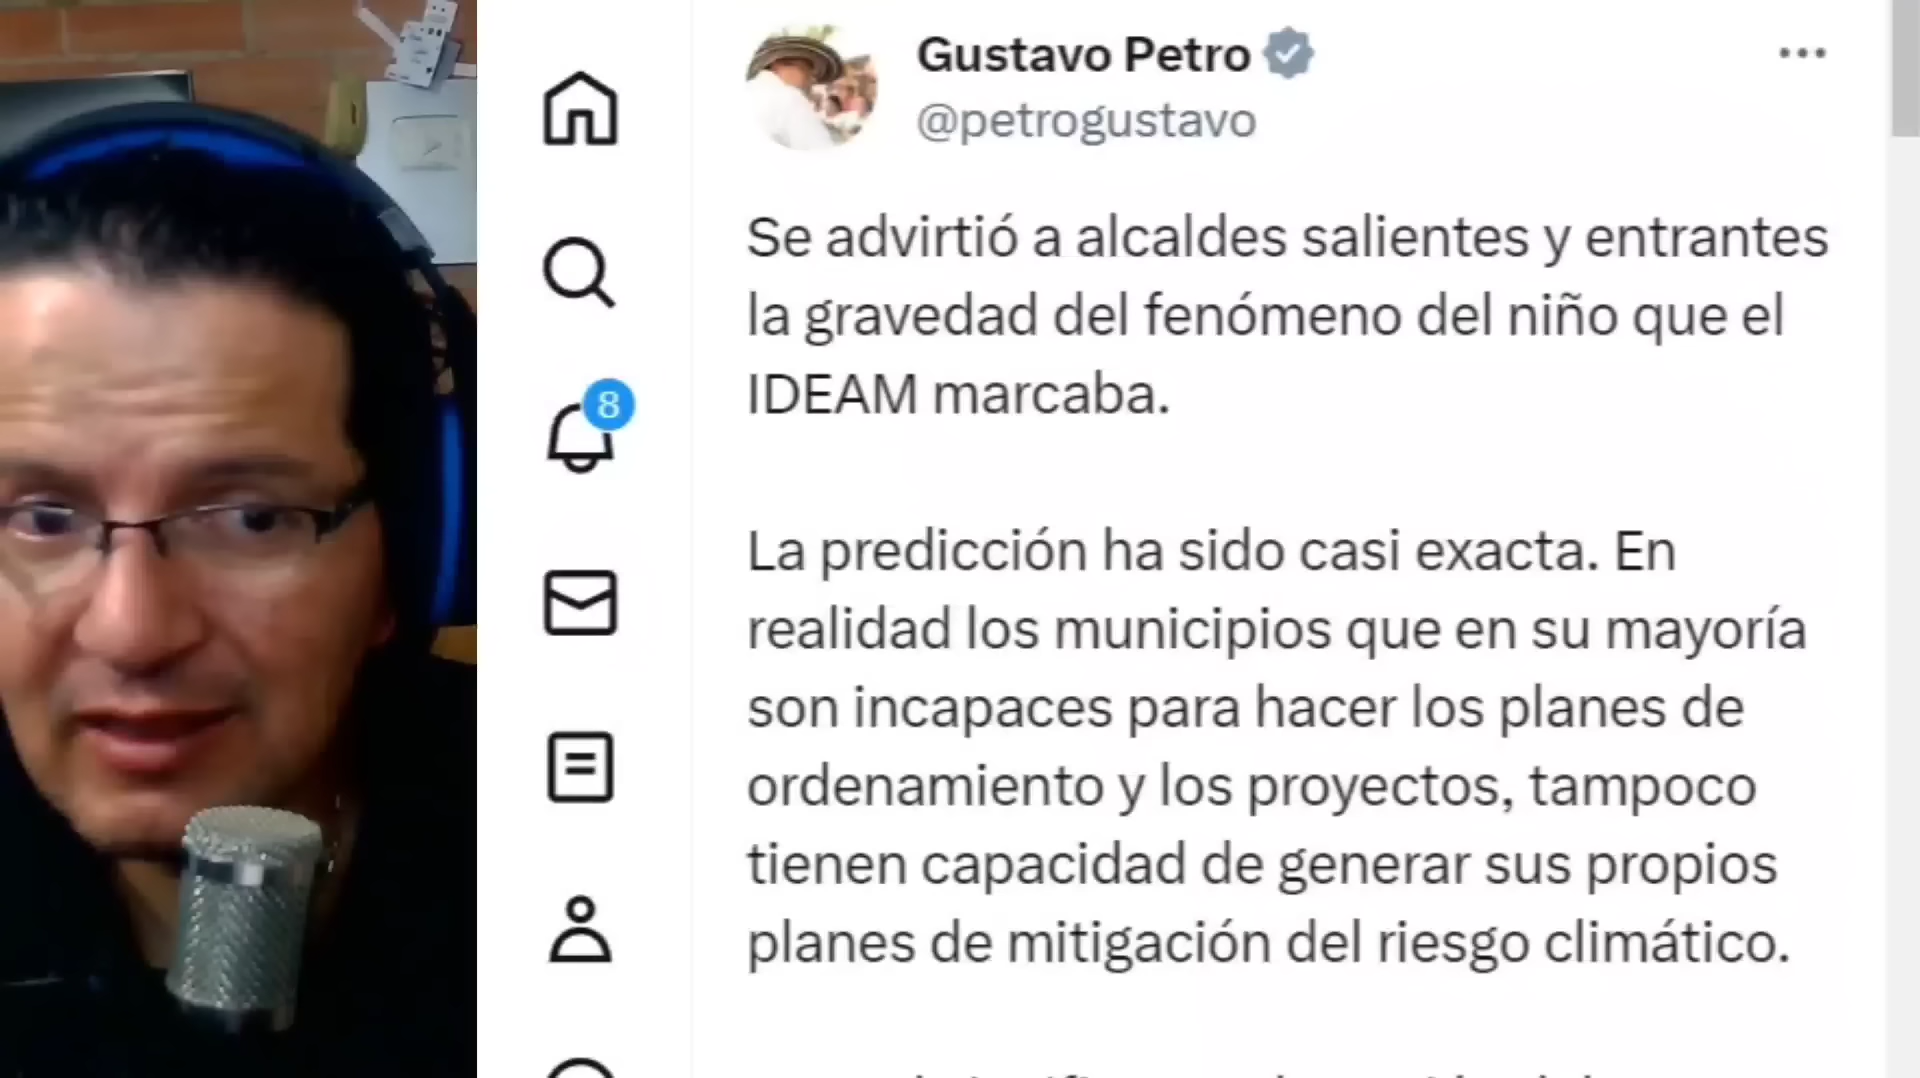 Gustavo Petro
@petrogustavo
Se advirtió a alcaldes salientes y entrantes
la gravedad del fenómeno del niño que el
IDEAM marcaba.
8
La predicción ha sido casi exacta. En
realidad los municipios que en su mayoría
son incapaces para hacer los planes de
ordenamiento y los proyectos, tampoco
tienen capacidad de generar sus propios
planes de mitigación del riesgo climático.